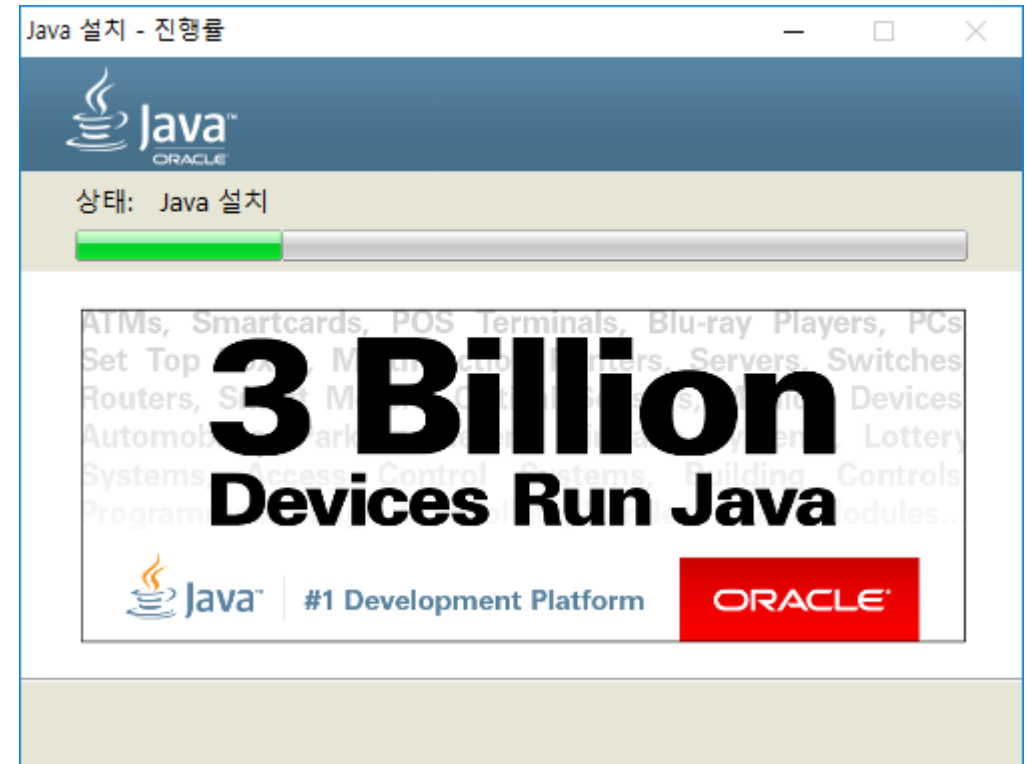 Java 설치 - 진행률
Java™
ORACLE
상태: Java 설치
ATMs, Smartcards, POS Terminals, Blu-ray Players, PCs
Set Top Servers, Switches
Routers, Devices
Lottery
Systems, Access Control Systems, Building Controls
3 Billion
Devices Run Java
Java™
#1 Development Platform
ORACLE